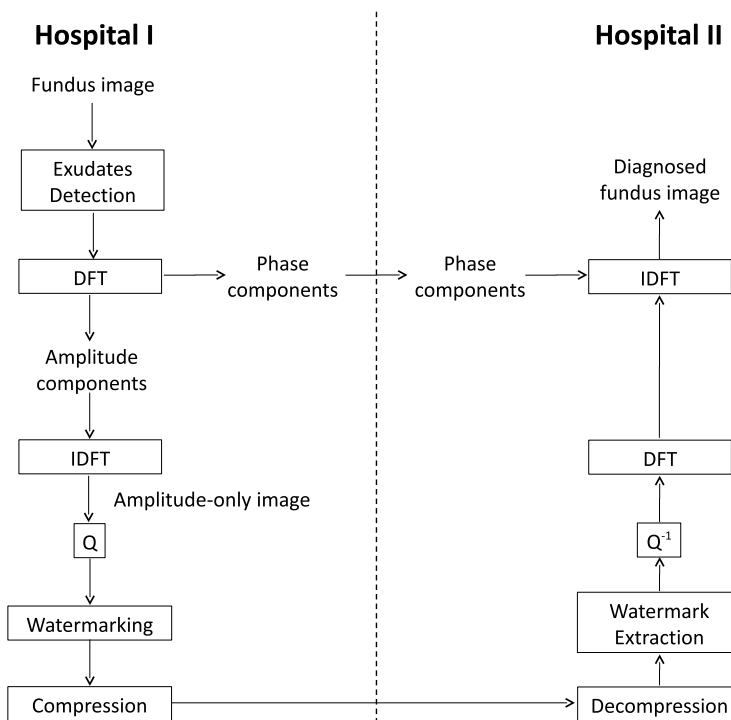 Hospital I
Hospital II
Fundus image
Exudates
Detection
Diagnosed
fundus image
DFT
Phase
components
Phase
components
IDFT
Amplitude
components
IDFT
DFT
Amplitude-only image
Q
Q⁻¹
Watermarking
Watermark
Extraction
Compression
Decompression